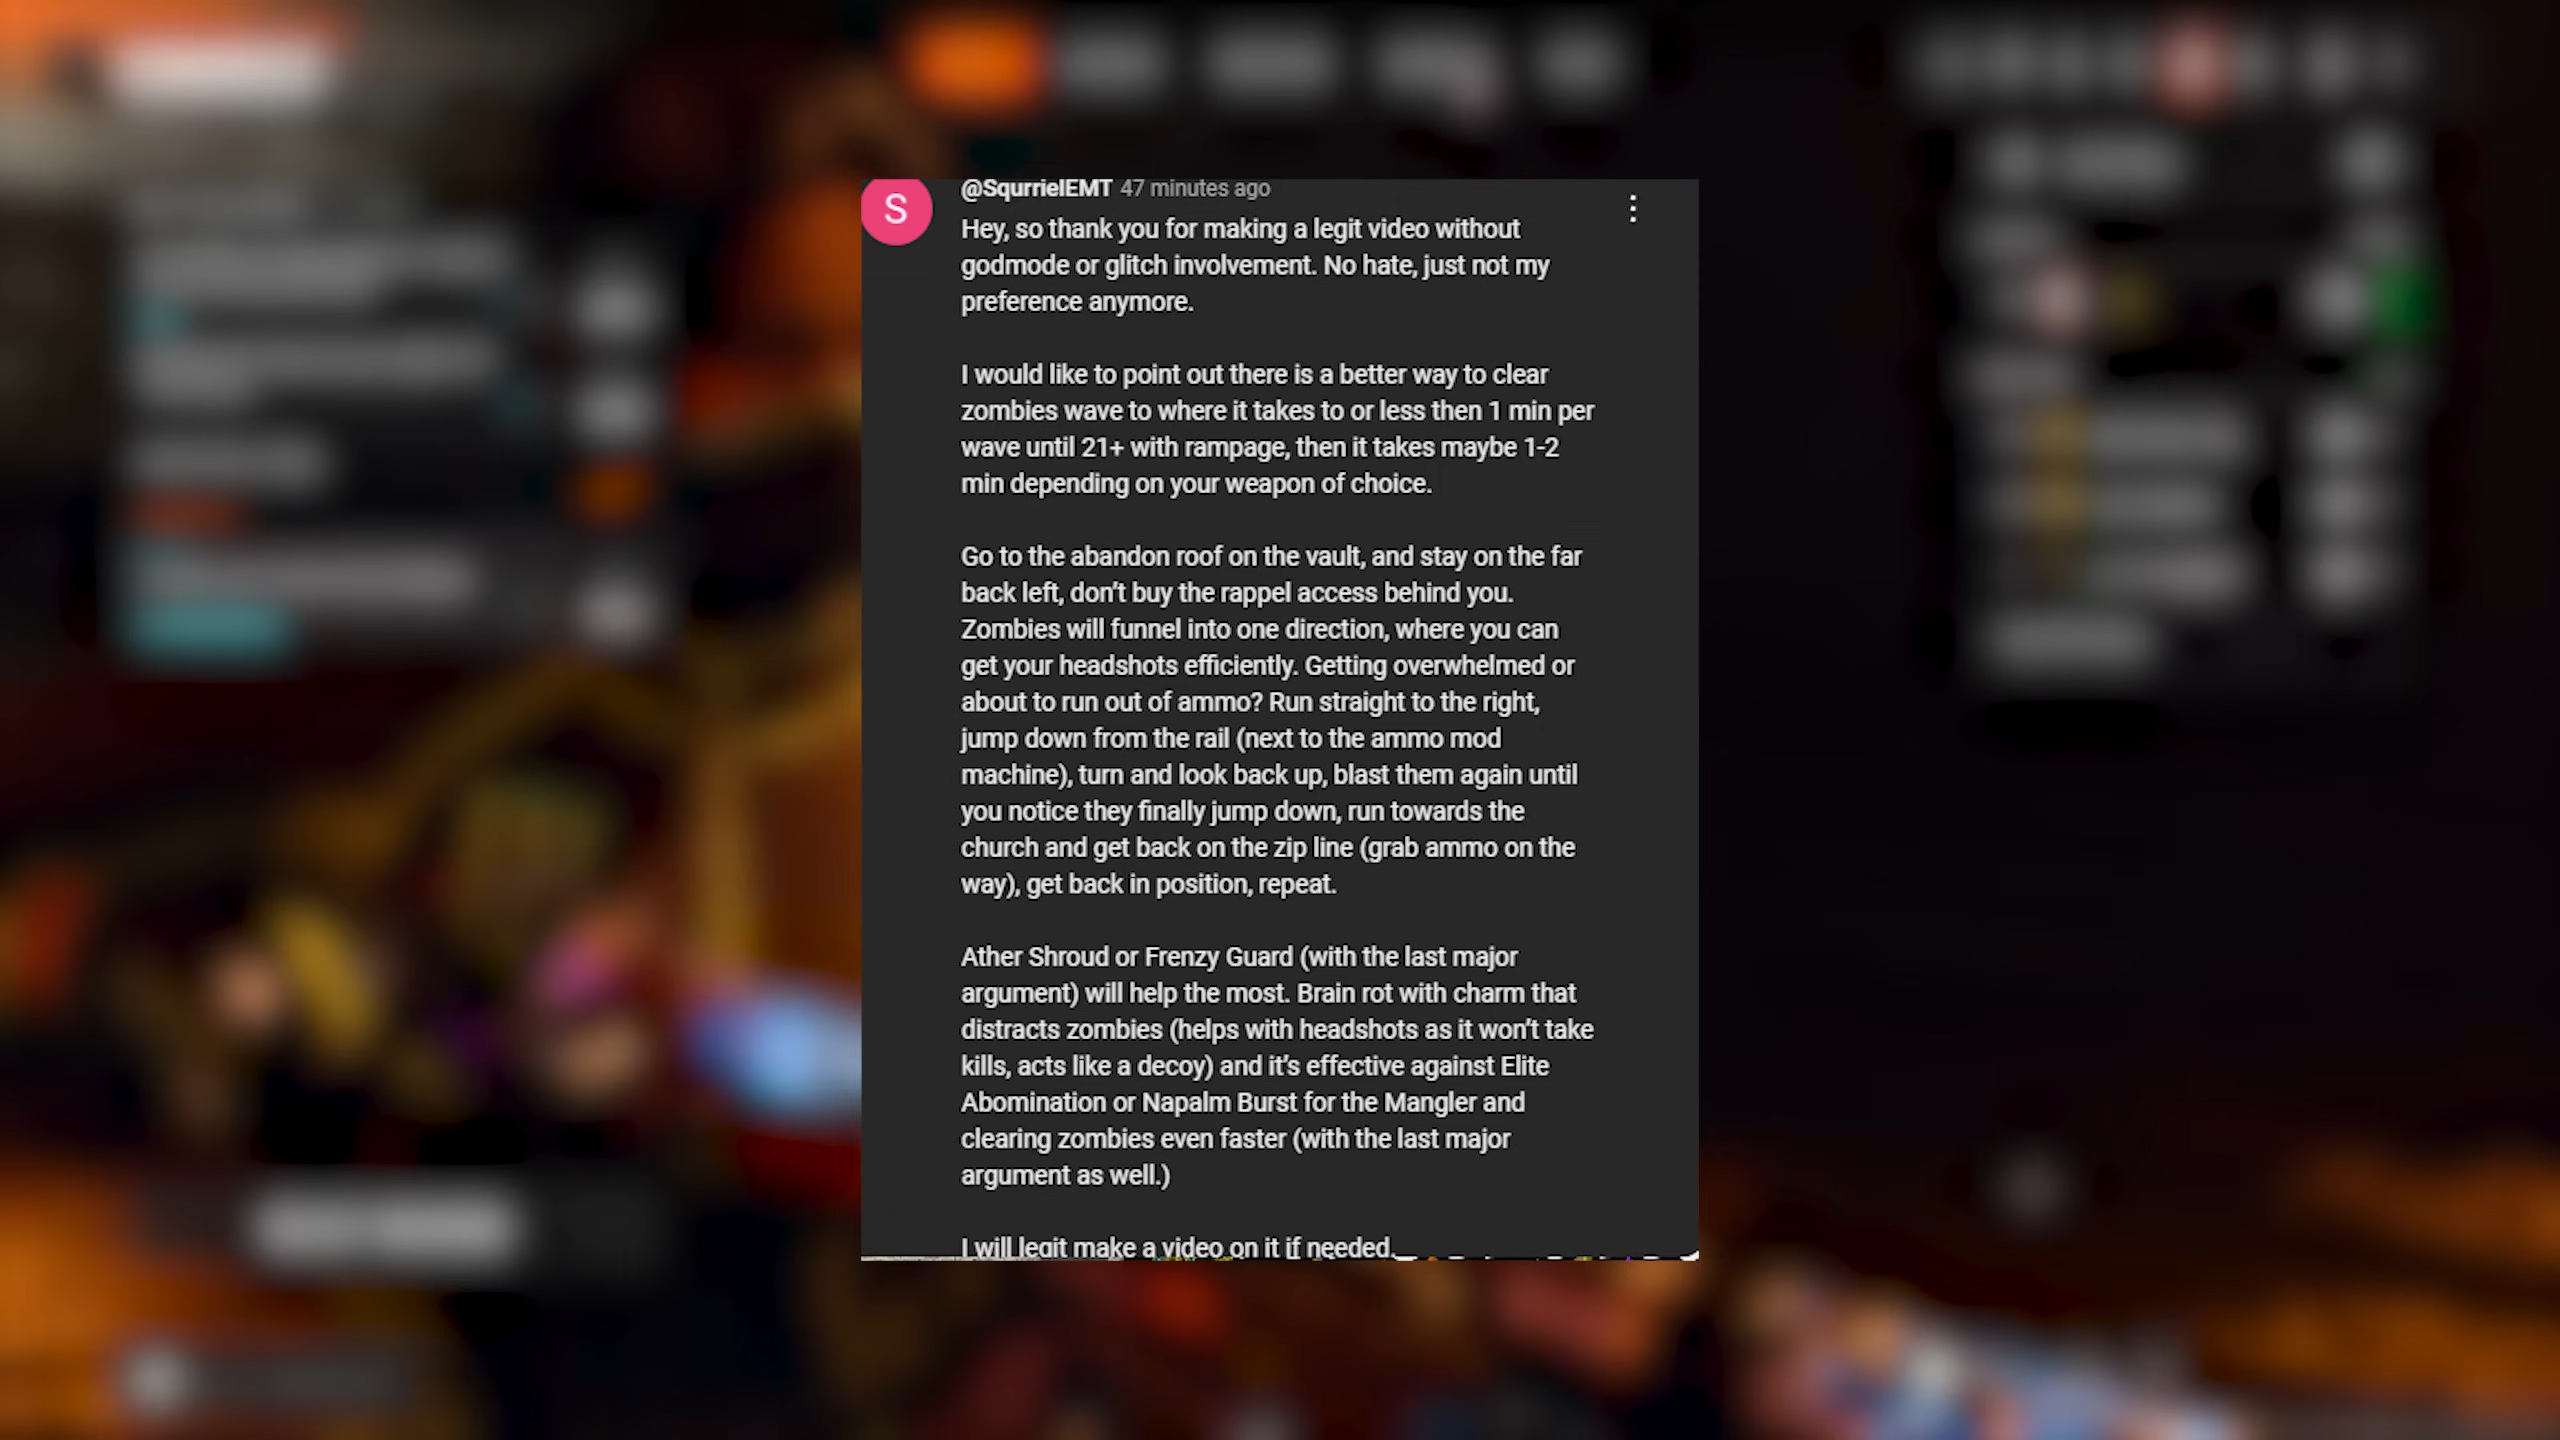 S
@SqurrielEMT 47 minutes ago
Hey, so thank you for making a legit video without
godmode or glitch involvement. No hate, just not my
preference anymore.
I would like to point out there is a better way to clear
zombies wave to where it takes to or less then 1 min per
wave until 21+ with rampage, then it takes maybe 1-2
min depending on your weapon of choice.
Go to the abandon roof on the vault, and stay on the far
back left, don't buy the rappel access behind you.
Zombies will funnel into one direction, where you can
get your headshots efficiently. Getting overwhelmed or
about to run out of ammo? Run straight to the right,
jump down from the rail (next to the ammo mod
machine), turn and look back up, blast them again until
you notice they finally jump down, run towards the
church and get back on the zip line (grab ammo on the
way), get back in position, repeat.
Ather Shroud or Frenzy Guard (with the last major
argument) will help the most. Brain rot with charm that
distracts zombies (helps with headshots as it won't take
kills, acts like a decoy) and it's effective against Elite
Abomination or Napalm Burst for the Mangler and
clearing zombies even faster (with the last major
argument as well.)
I will legit make a video on it if needed.